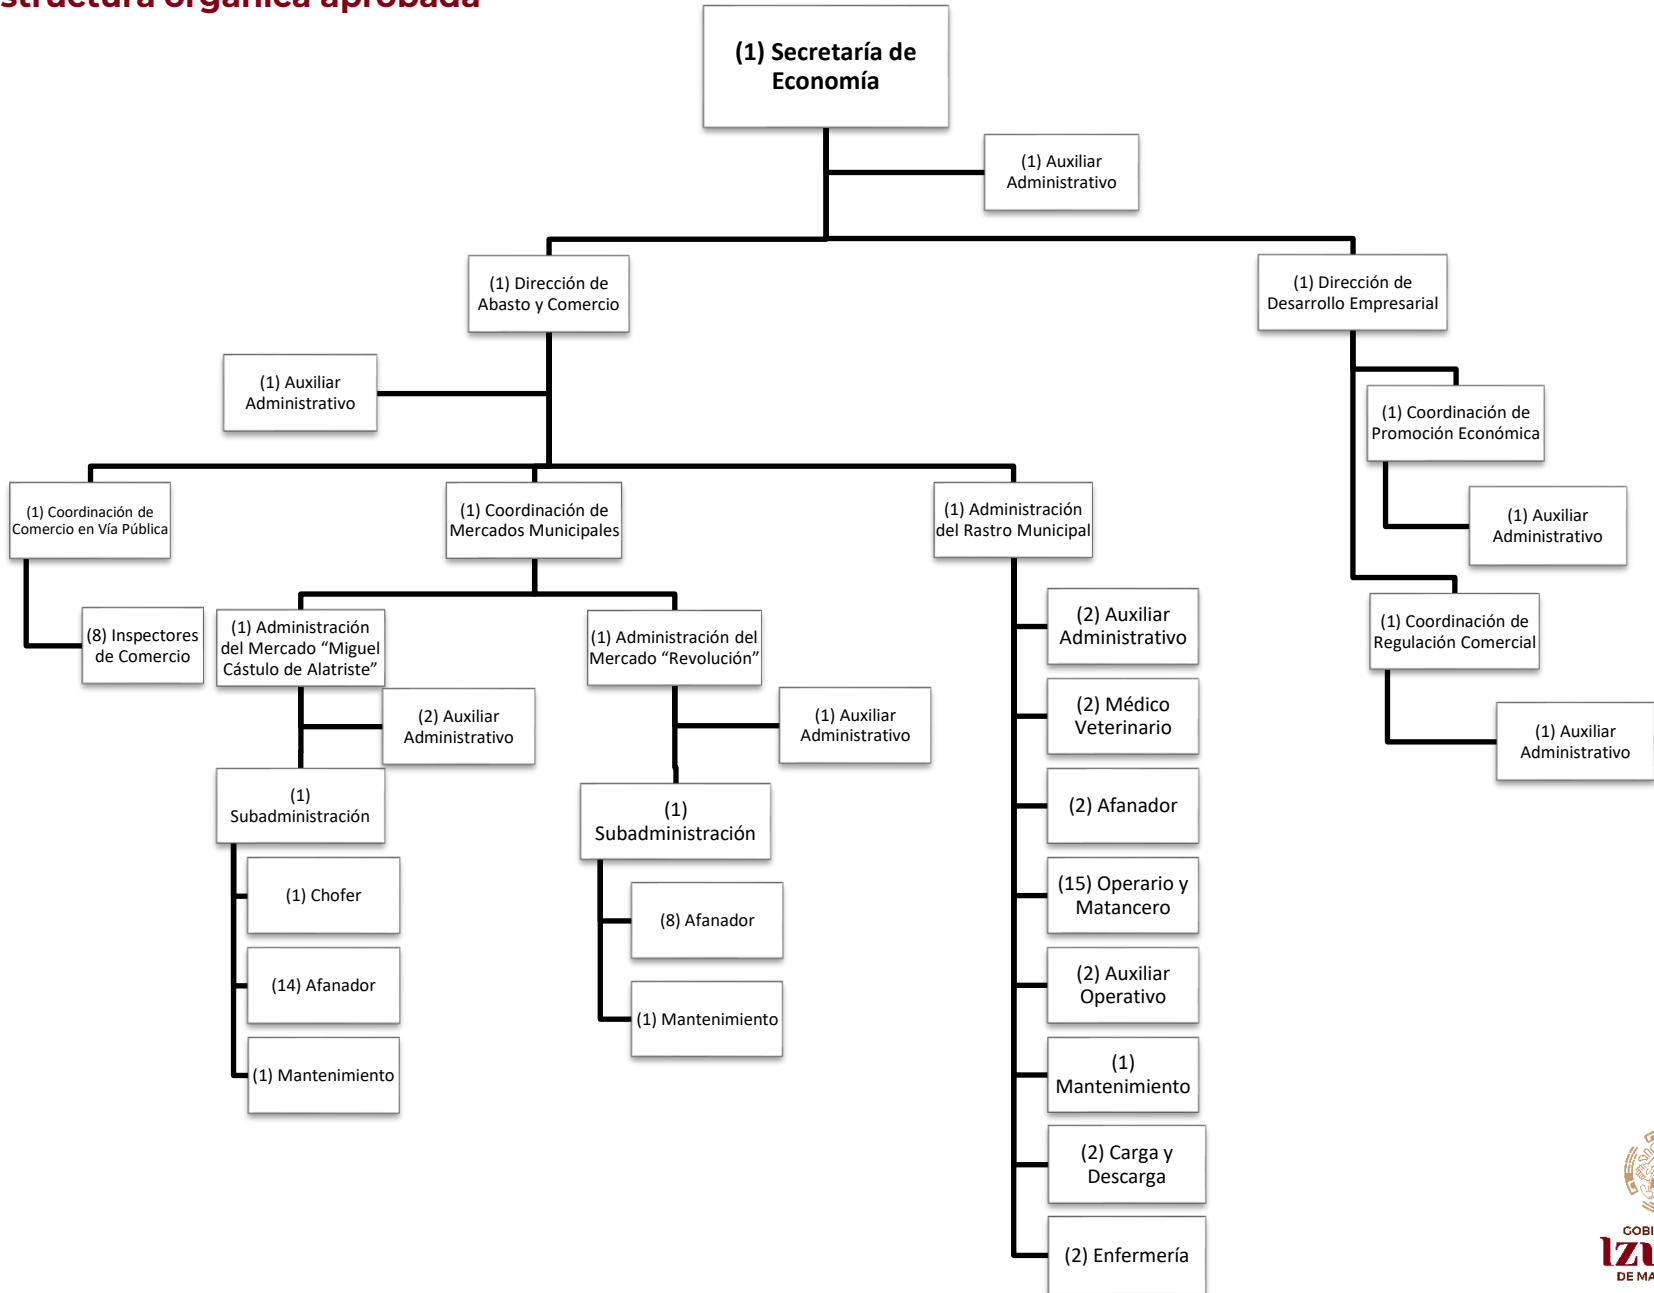 structura orgánica aprobada
(1) Secretaría de
Economía
(1) Auxiliar
Administrativo
(1) Dirección de
Abasto y Comercio
(1) Dirección de
Desarrollo Empresarial
(1) Auxiliar
Administrativo
(1) Coordinación de
Promoción Económica
(1) Auxiliar
Administrativo
(1) Coordinación de
Comercio en Vía Pública
(1) Coordinación de
Mercados Municipales
(1) Administración
del Rastro Municipal
(8) Inspectores
de Comercio
(1) Administración
del Mercado “Miguel
Cástulo de Alatriste”
(1) Administración del
Mercado “Revolución”
(2) Auxiliar
Administrativo
(1) Coordinación de
Regulación Comercial
(2) Auxiliar
Administrativo
(1) Auxiliar
Administrativo
(2) Médico
Veterinario
(1) Auxiliar
Administrativo
(1)
Subadministración
(1)
Subadministración
(2) Afanador
(1) Chofer
(8) Afanador
(15) Operario y
Matancero
(14) Afanador
(1) Mantenimiento
(2) Auxiliar
Operativo
(1) Mantenimiento
(1)
Mantenimiento
(2) Carga y
Descarga
(2) Enfermería
GOBI
IZU
DE MA